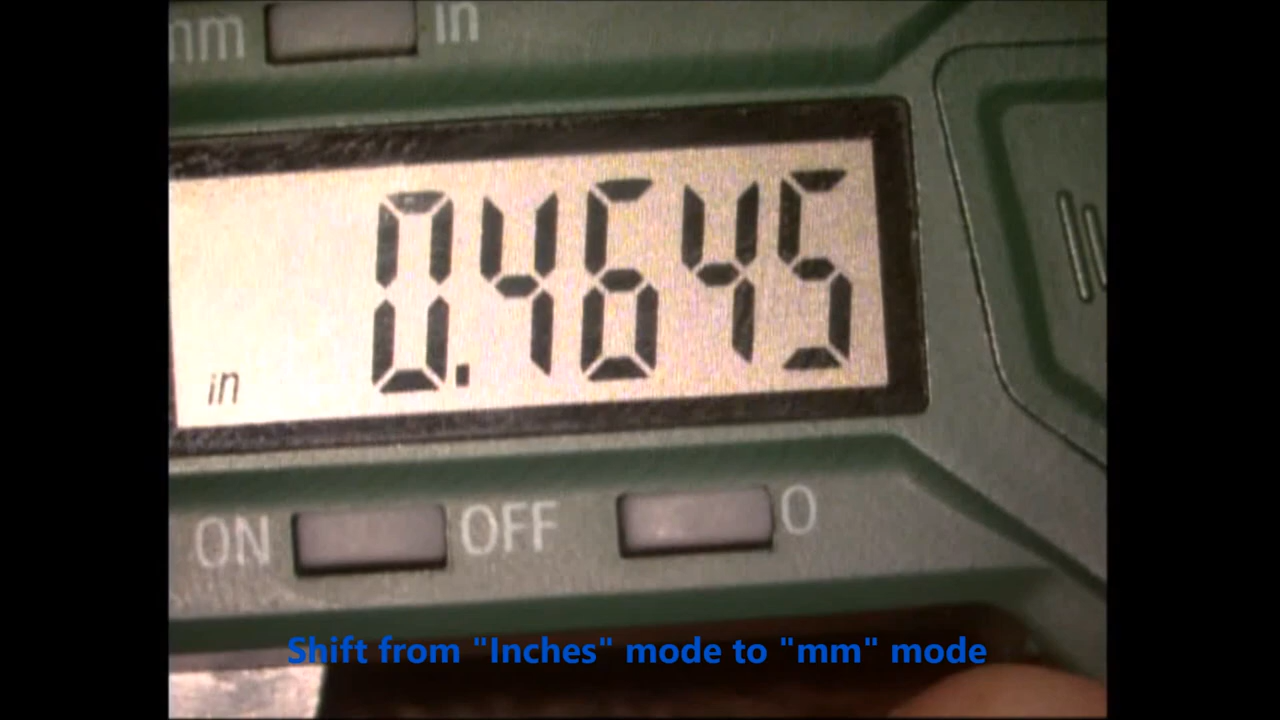 mm in
0.4645
in
ON OFF O
Shift from "Inches" mode to "mm" mode